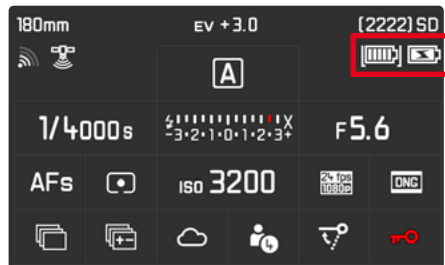 180mm EV +3.0 (2222) SD
A
1/4000s -3·2·1·0·1·2·3+ F5.6
AFs ISO 3200 24 fps 1080P DNG
4